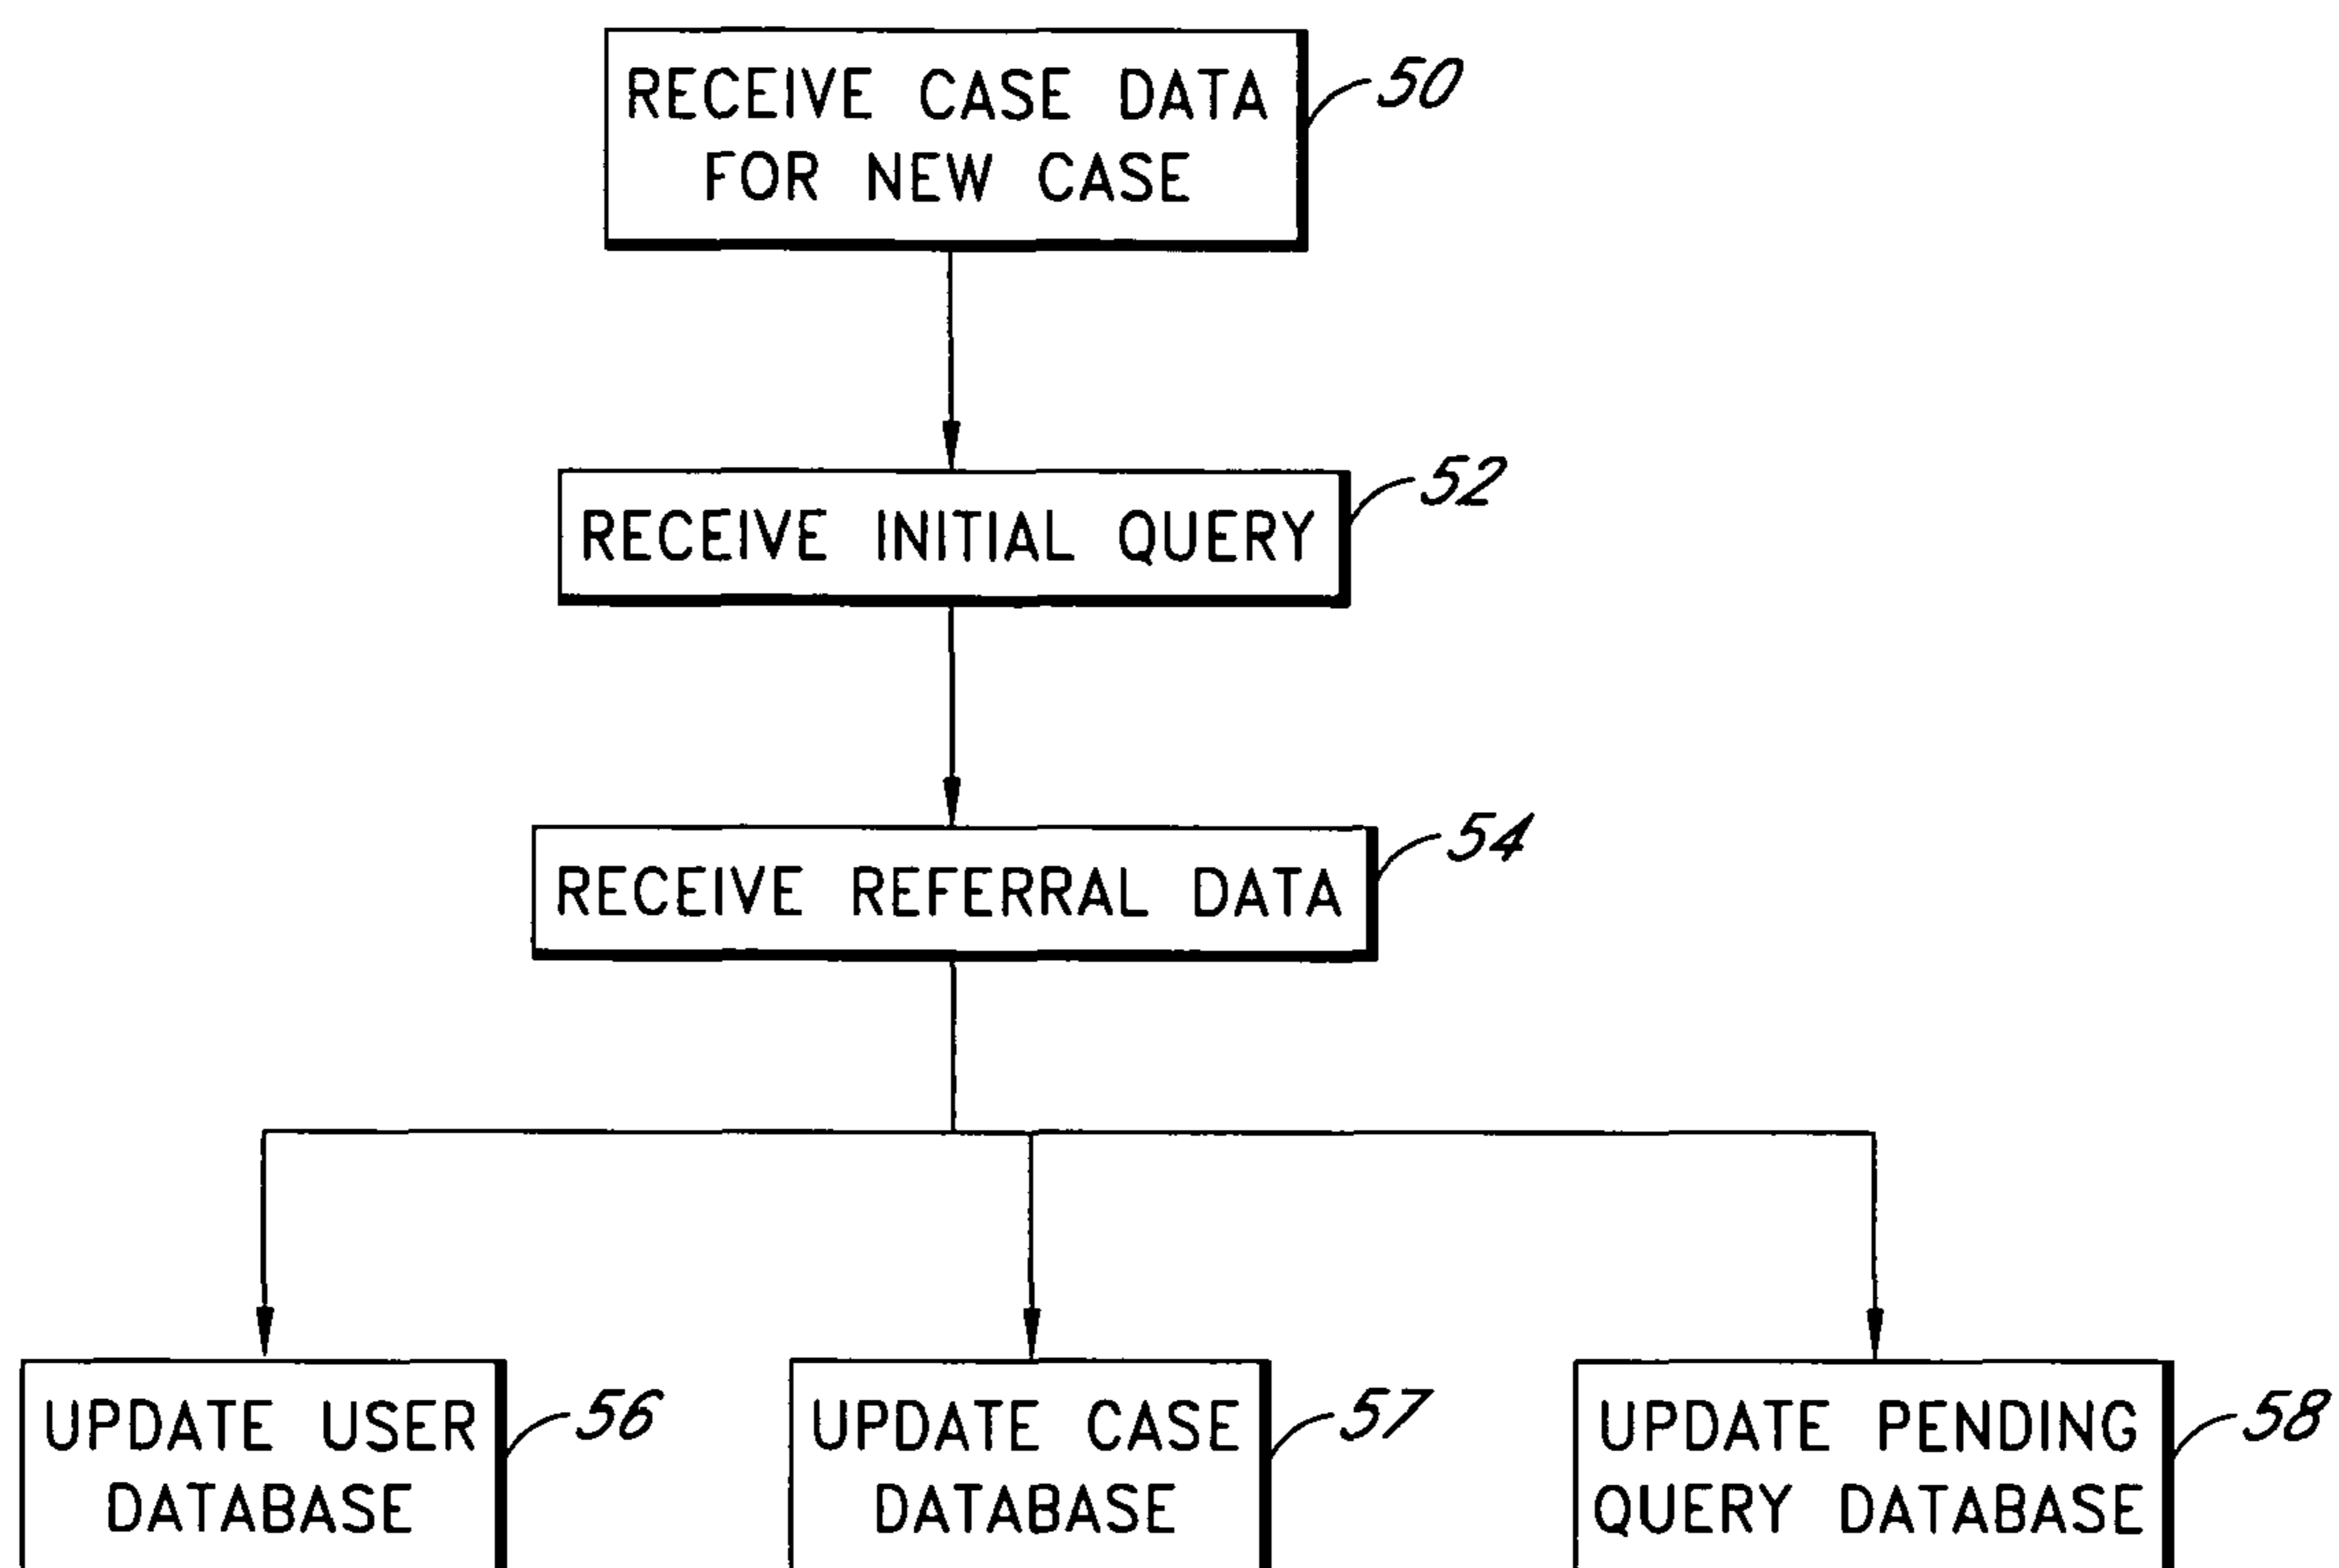 RECEIVE CASE DATA
FOR NEW CASE
50
RECEIVE INITIAL QUERY
52
RECEIVE REFERRAL DATA
54
UPDATE USER
DATABASE
56
UPDATE CASE
DATABASE
57
UPDATE PENDING
QUERY DATABASE
58